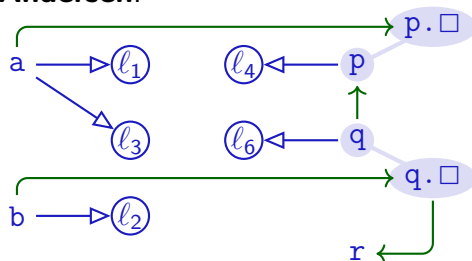 Andersen.
p.□
a ℓ1 ℓ4 p
ℓ3 ℓ6 q
q.□
b ℓ2
r